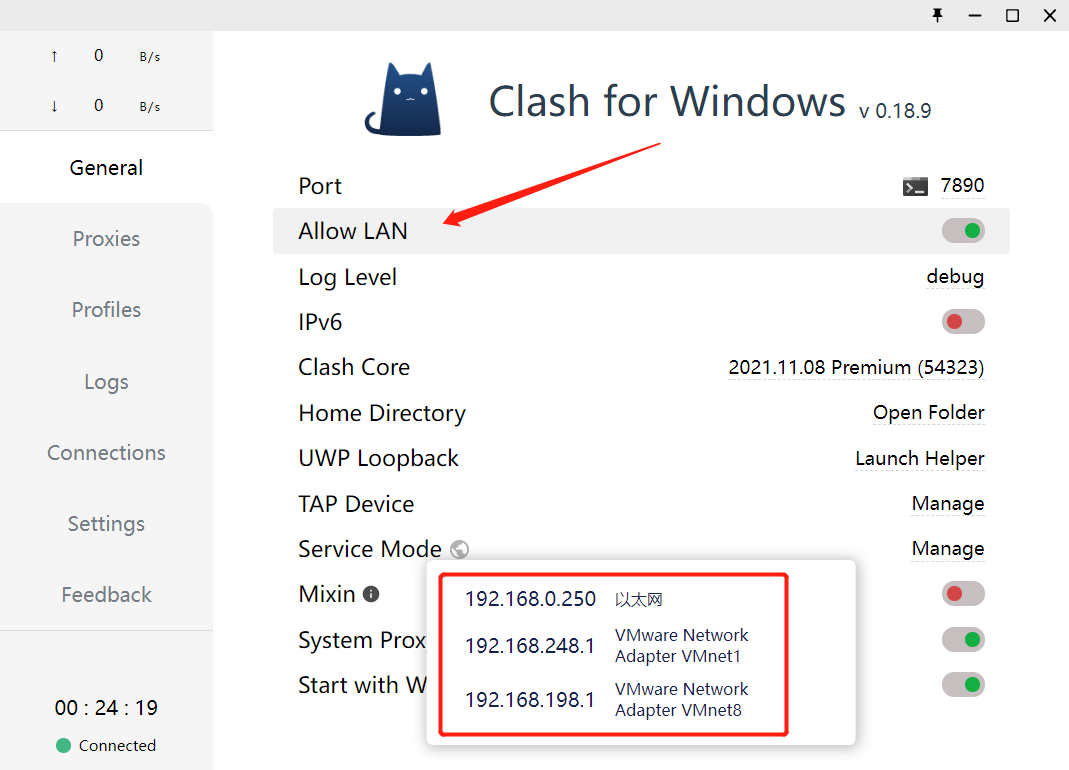 ↑ 0 B/s
↓ 0 B/s
General
Proxies
Profiles
Logs
Connections
Settings
Feedback
00 : 24 : 19
Connected
Clash for Windows v 0.18.9
Port 7890
Allow LAN
Log Level debug
IPv6
Clash Core 2021.11.08 Premium (54323)
Home Directory Open Folder
UWP Loopback Launch Helper
TAP Device Manage
Service Mode Manage
Mixin
System Prox
Start with W
192.168.0.250 以太网
192.168.248.1 VMware Network
Adapter VMnet1
192.168.198.1 VMware Network
Adapter VMnet8